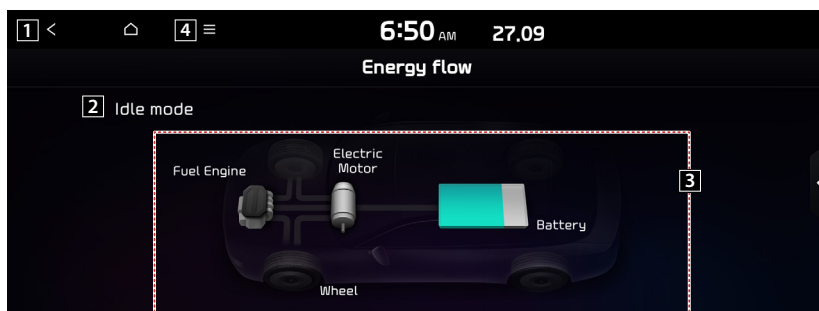 1 < 4 6:50 AM 27.09
Energy flow
2 Idle mode
Electric
Motor
Fuel Engine
3
Battery
Wheel